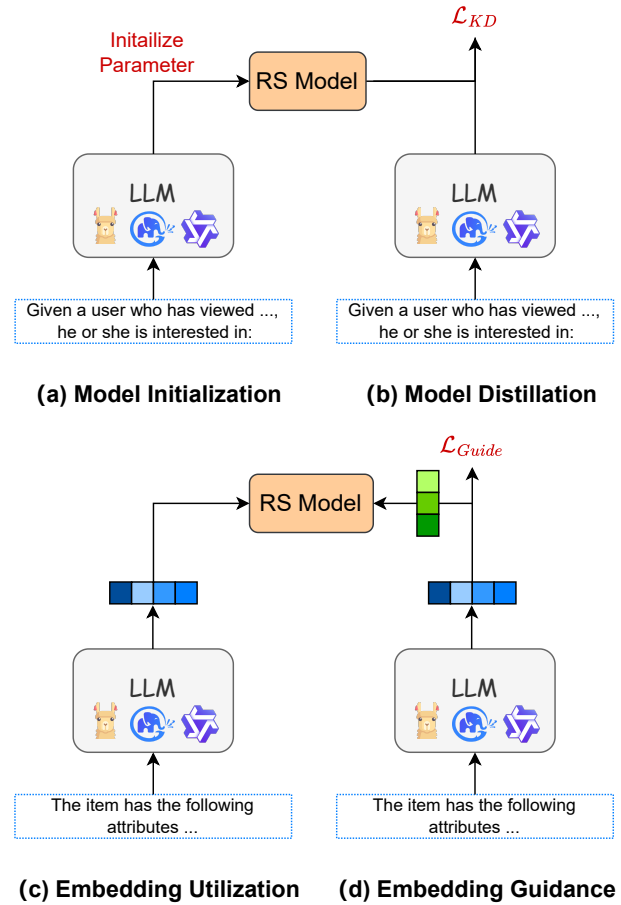 Initailize
Parameter
ℒ_KD
RS Model
LLM
LLM
Given a user who has viewed ...,
he or she is interested in:
Given a user who has viewed ...,
he or she is interested in:
(a) Model Initialization
(b) Model Distillation
ℒ_Guide
RS Model
LLM
LLM
The item has the following
attributes ...
The item has the following
attributes ...
(c) Embedding Utilization
(d) Embedding Guidance